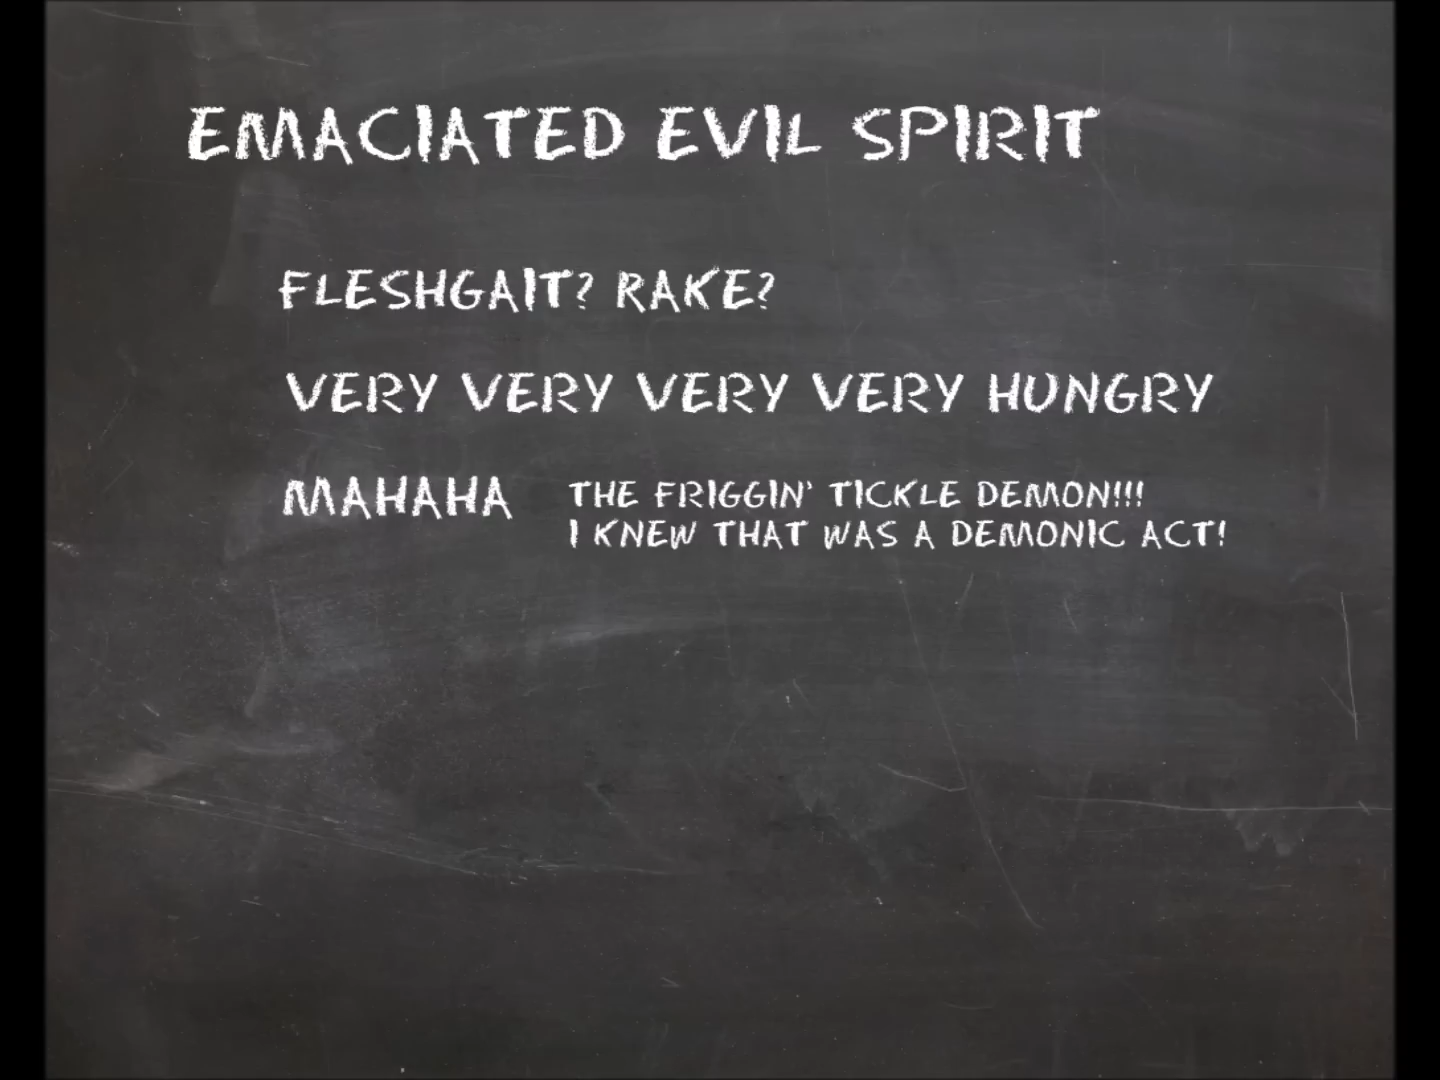 EMACIATED EVIL SPIRIT
FLESHGAIT? RAKE?
VERY VERY VERY VERY HUNGRY
MAHAHA THE FRIGGIN' TICKLE DEMON!!!
I KNEW THAT WAS A DEMONIC ACT!